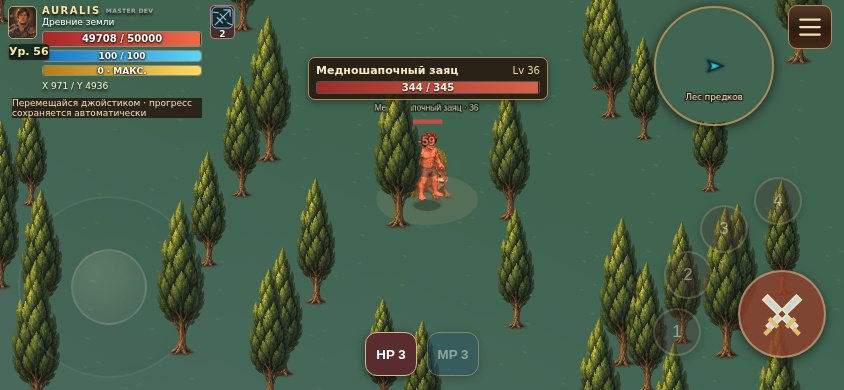 AURALIS MASTER DEV
Древние земли
Ур. 56
49708 / 50000
100 / 100
0 · МАКС.
X 971 / Y 4936
Перемещайся джойстиком · прогресс
сохраняется автоматически
2
Медношапочный заяц Lv 36
344 / 345
заяц · 36
-59
Лес предков
4
3
2
1
HP 3
MP 3